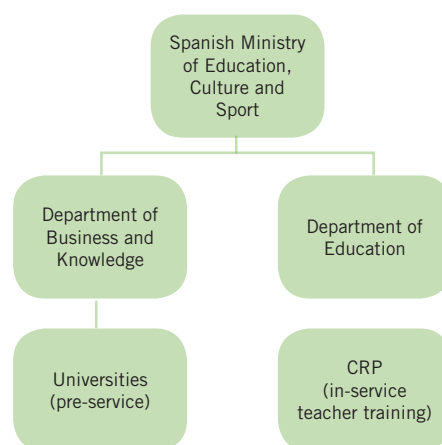 Spanish Ministry
of Education,
Culture and
Sport
Department of
Business and
Knowledge
Department of
Education
Universities
(pre-service)
CRP
(in-service
teacher training)